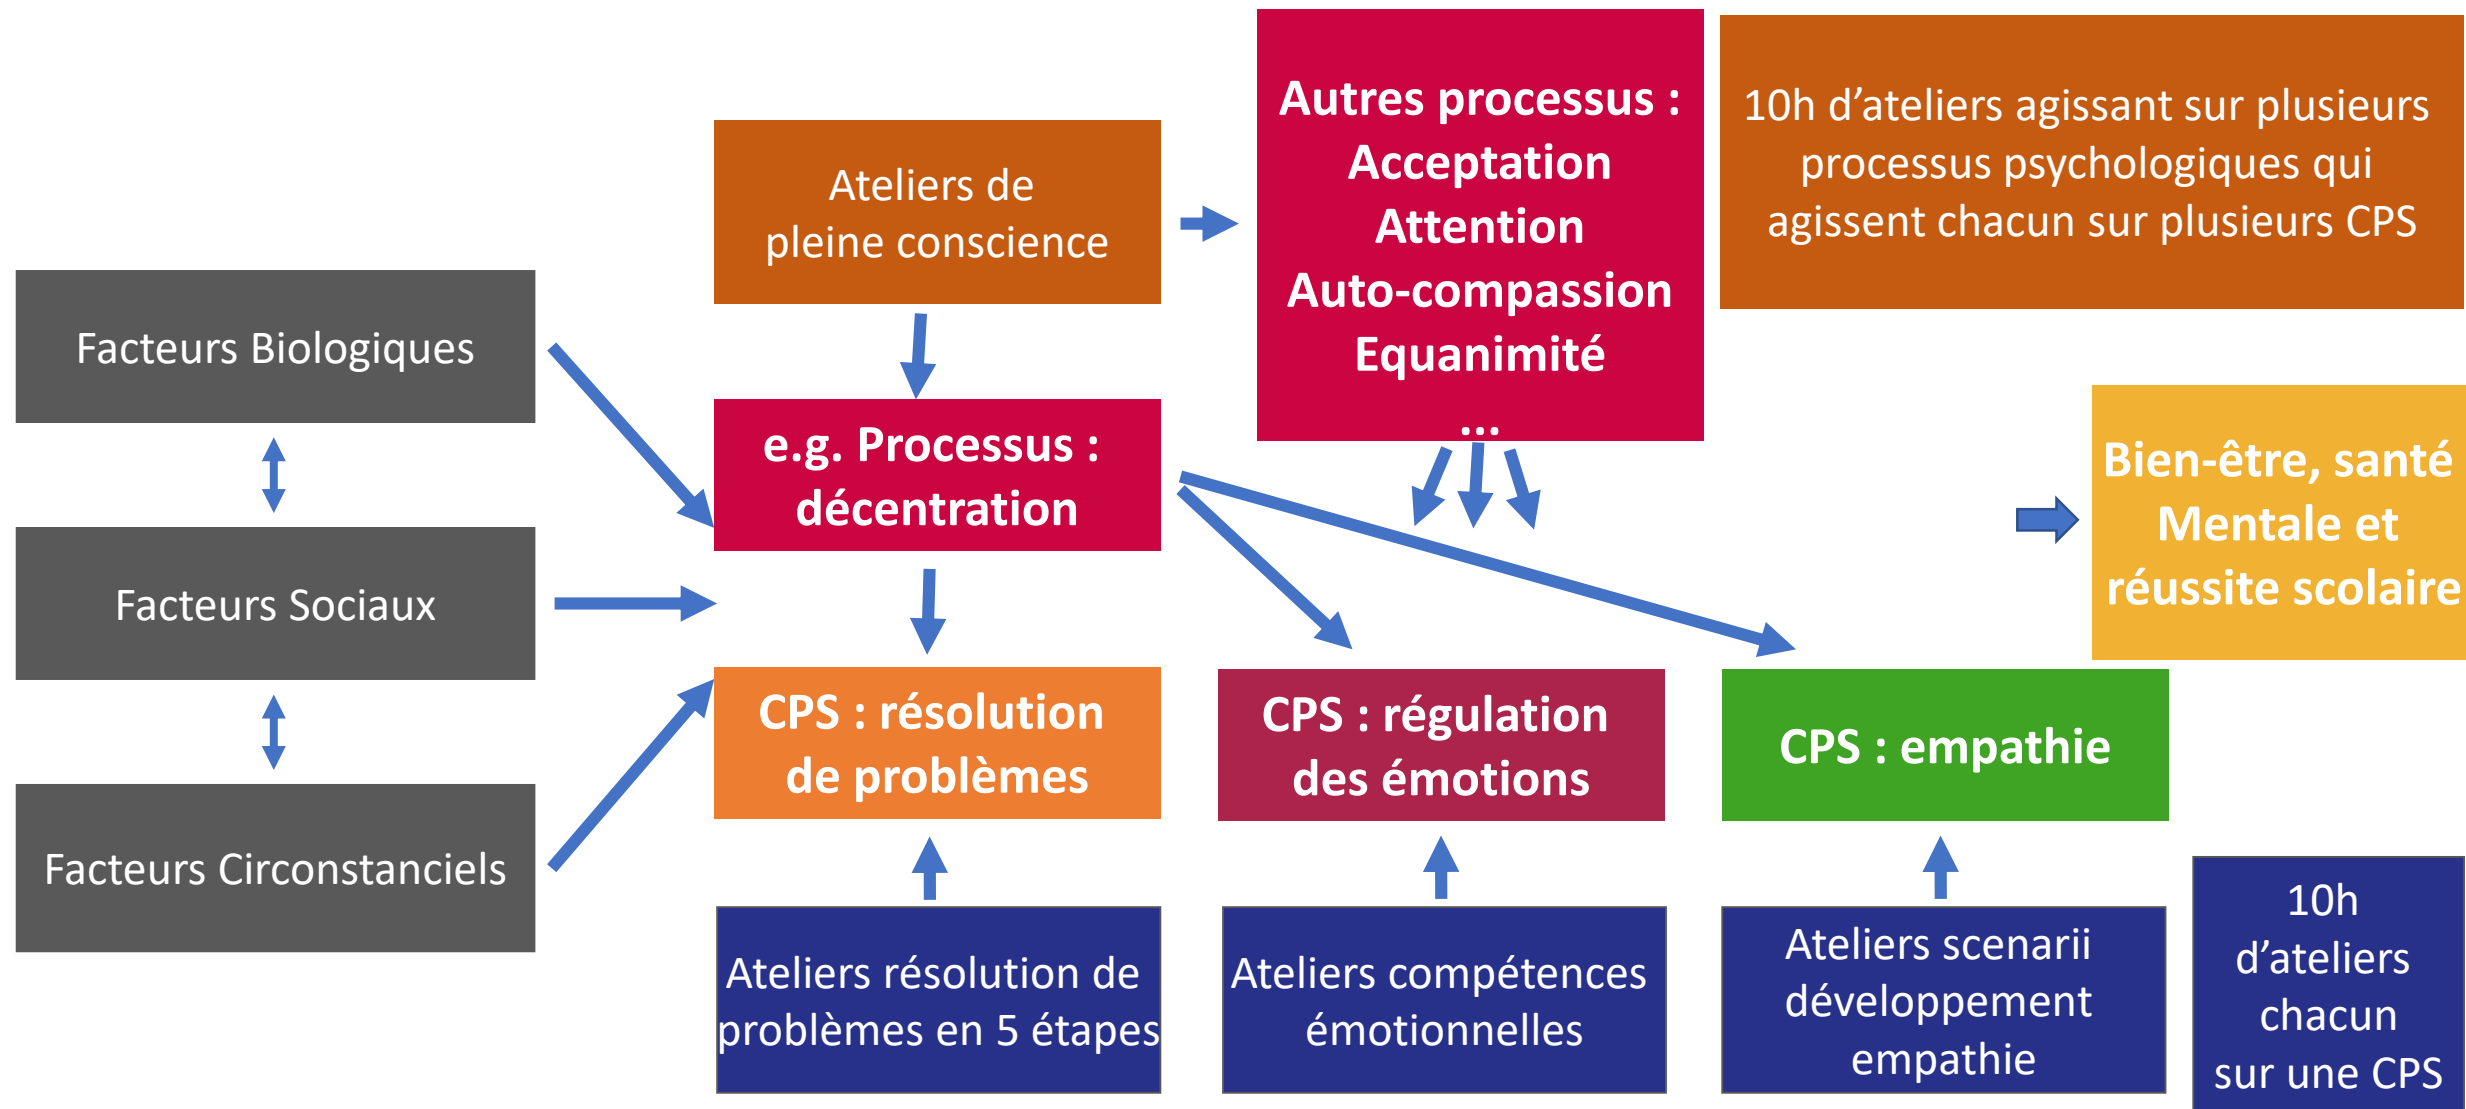 Ateliers de
pleine conscience
Autres processus :
Acceptation
Attention
Auto-compassion
Equanimité
...
10h d’ateliers agissant sur plusieurs
processus psychologiques qui
agissent chacun sur plusieurs CPS
Facteurs Biologiques
Facteurs Sociaux
Facteurs Circonstanciels
e.g. Processus :
décentration
Bien-être, santé
Mentale et
réussite scolaire
CPS : résolution
de problèmes
CPS : régulation
des émotions
CPS : empathie
Ateliers résolution de
problèmes en 5 étapes
Ateliers compétences
émotionnelles
Ateliers scenarii
développement
empathie
10h
d’ateliers
chacun
sur une CPS